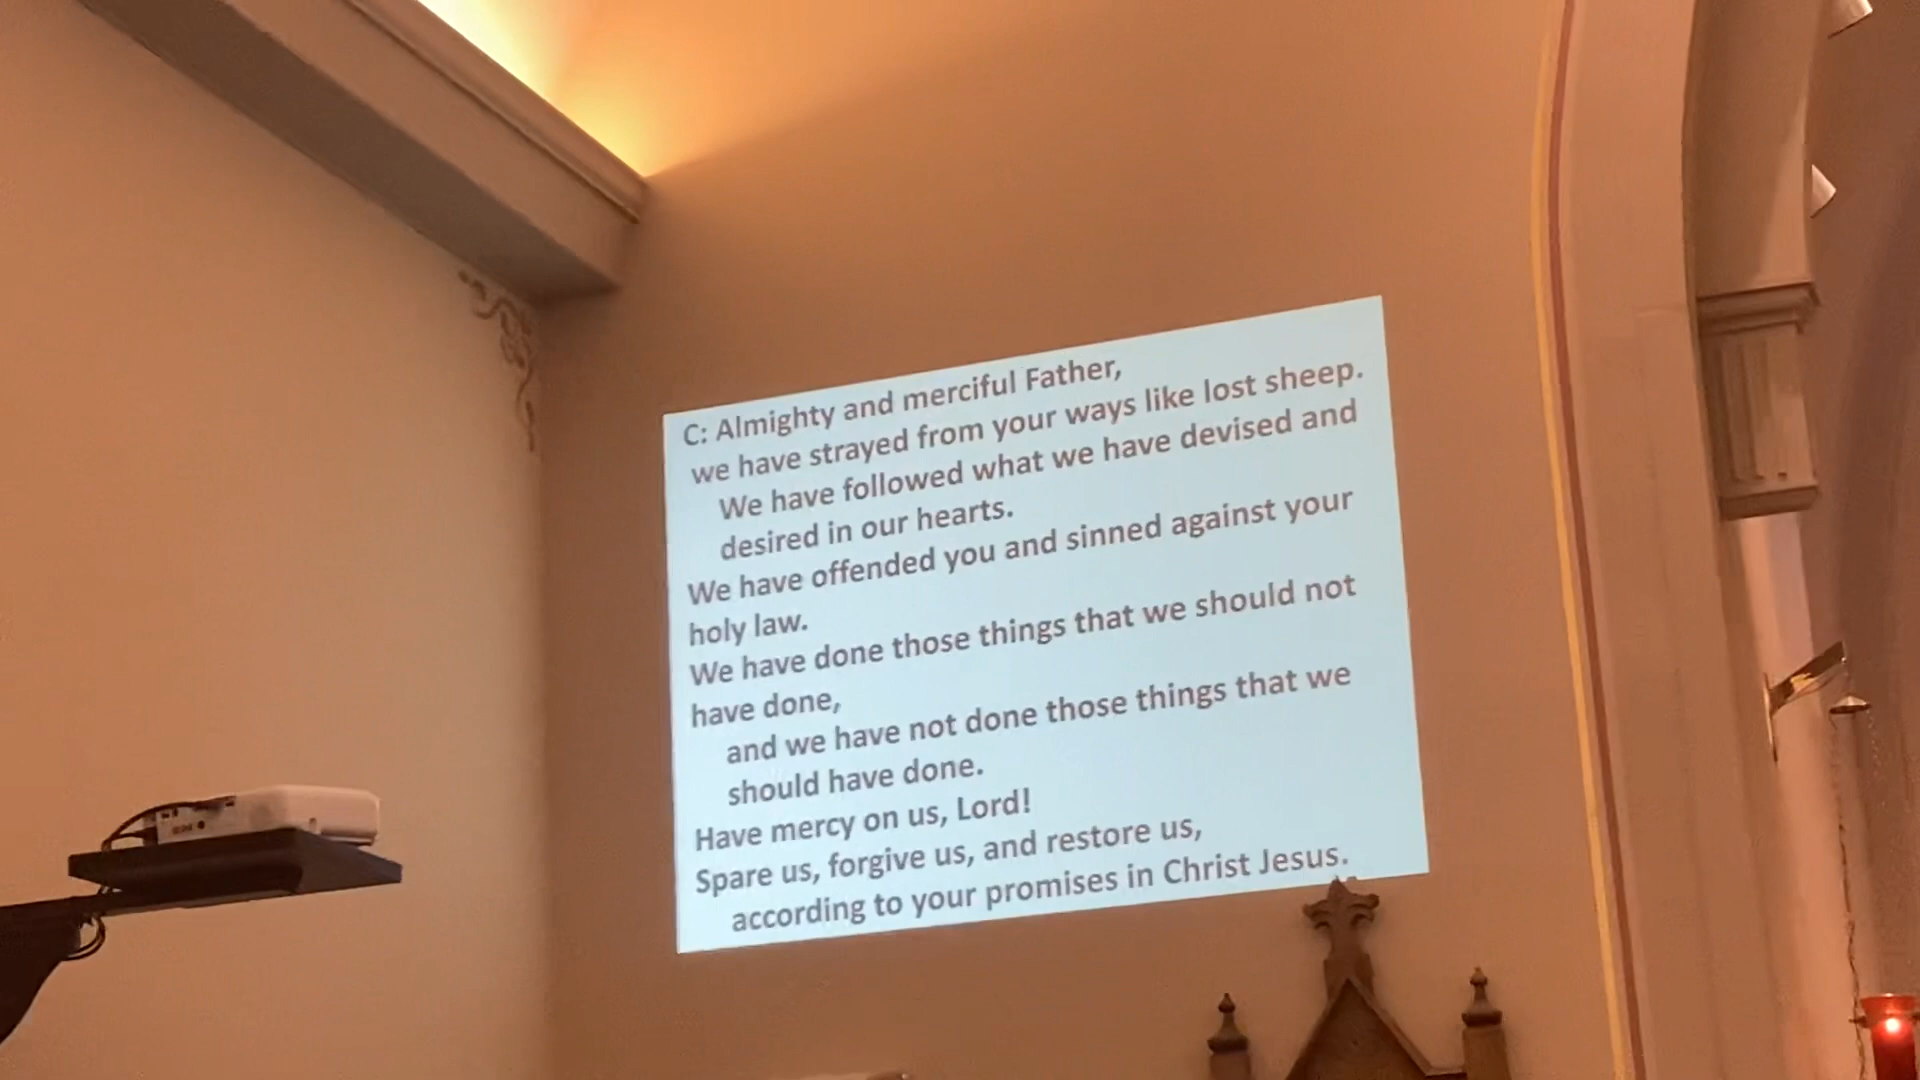 C: Almighty and merciful Father,
we have strayed from your ways like lost sheep.
We have followed what we have devised and
desired in our hearts.
We have offended you and sinned against your
holy law.
We have done those things that we should not
have done,
and we have not done those things that we
should have done.
Have mercy on us, Lord!
Spare us, forgive us, and restore us,
according to your promises in Christ Jesus.